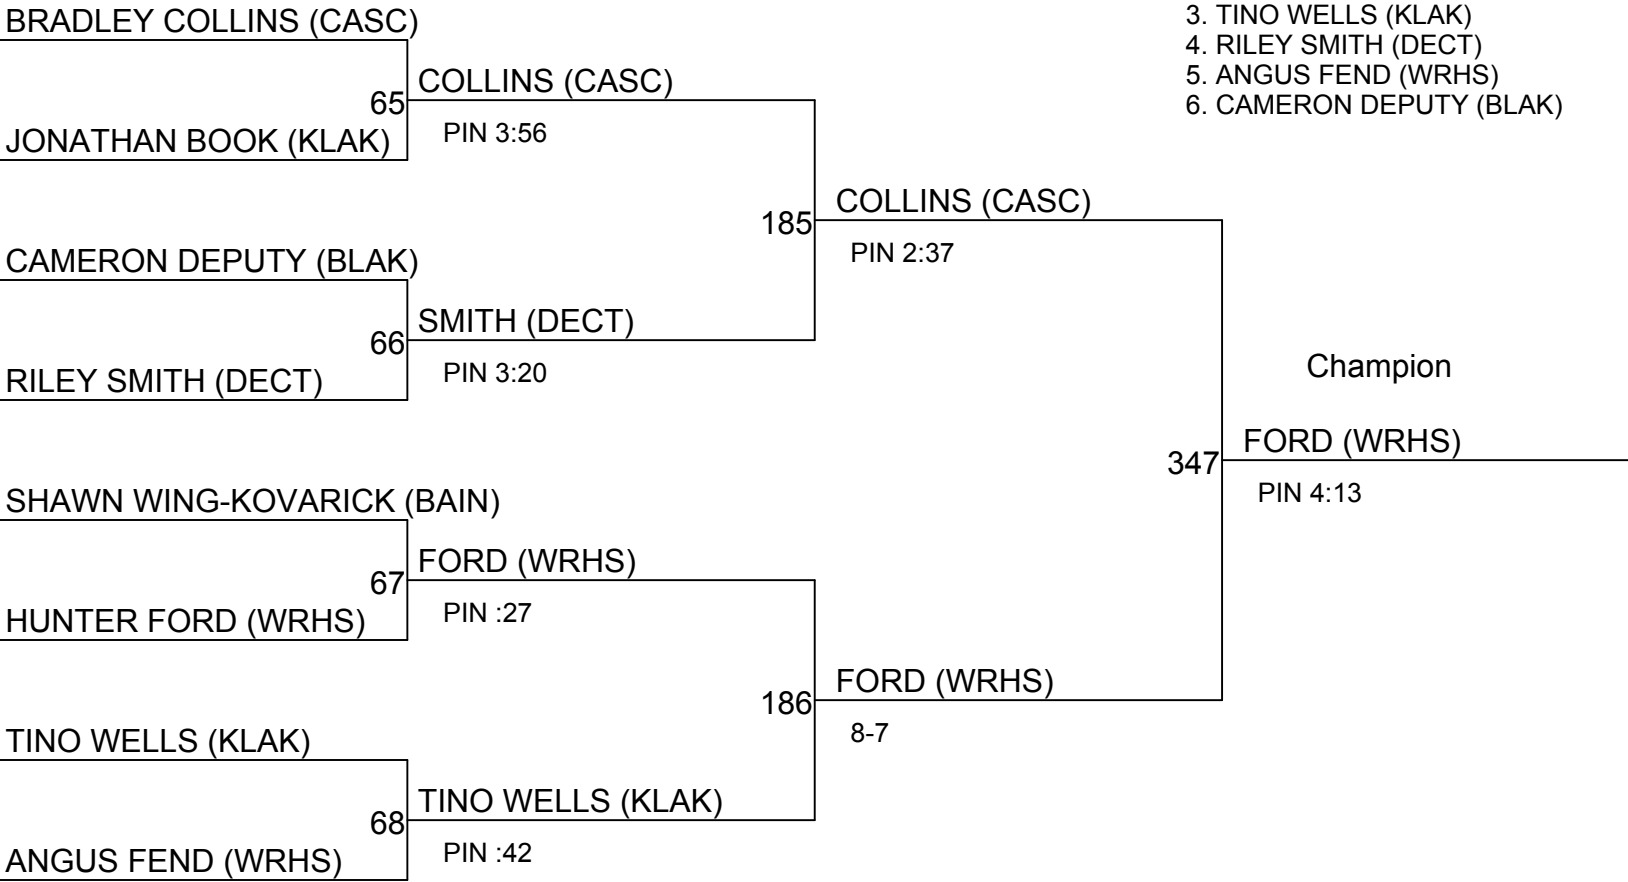 BRADLEY COLLINS (CASC)
65
JONATHAN BOOK (KLAK)
COLLINS (CASC)
PIN 3:56
CAMERON DEPUTY (BLAK)
66
RILEY SMITH (DECT)
SMITH (DECT)
PIN 3:20
SHAWN WING-KOVARICK (BAIN)
67
HUNTER FORD (WRHS)
FORD (WRHS)
PIN :27
TINO WELLS (KLAK)
68
ANGUS FEND (WRHS)
TINO WELLS (KLAK)
PIN :42
185
COLLINS (CASC)
PIN 2:37
186
FORD (WRHS)
8-7
347
Champion
FORD (WRHS)
PIN 4:13
3. TINO WELLS (KLAK)
4. RILEY SMITH (DECT)
5. ANGUS FEND (WRHS)
6. CAMERON DEPUTY (BLAK)